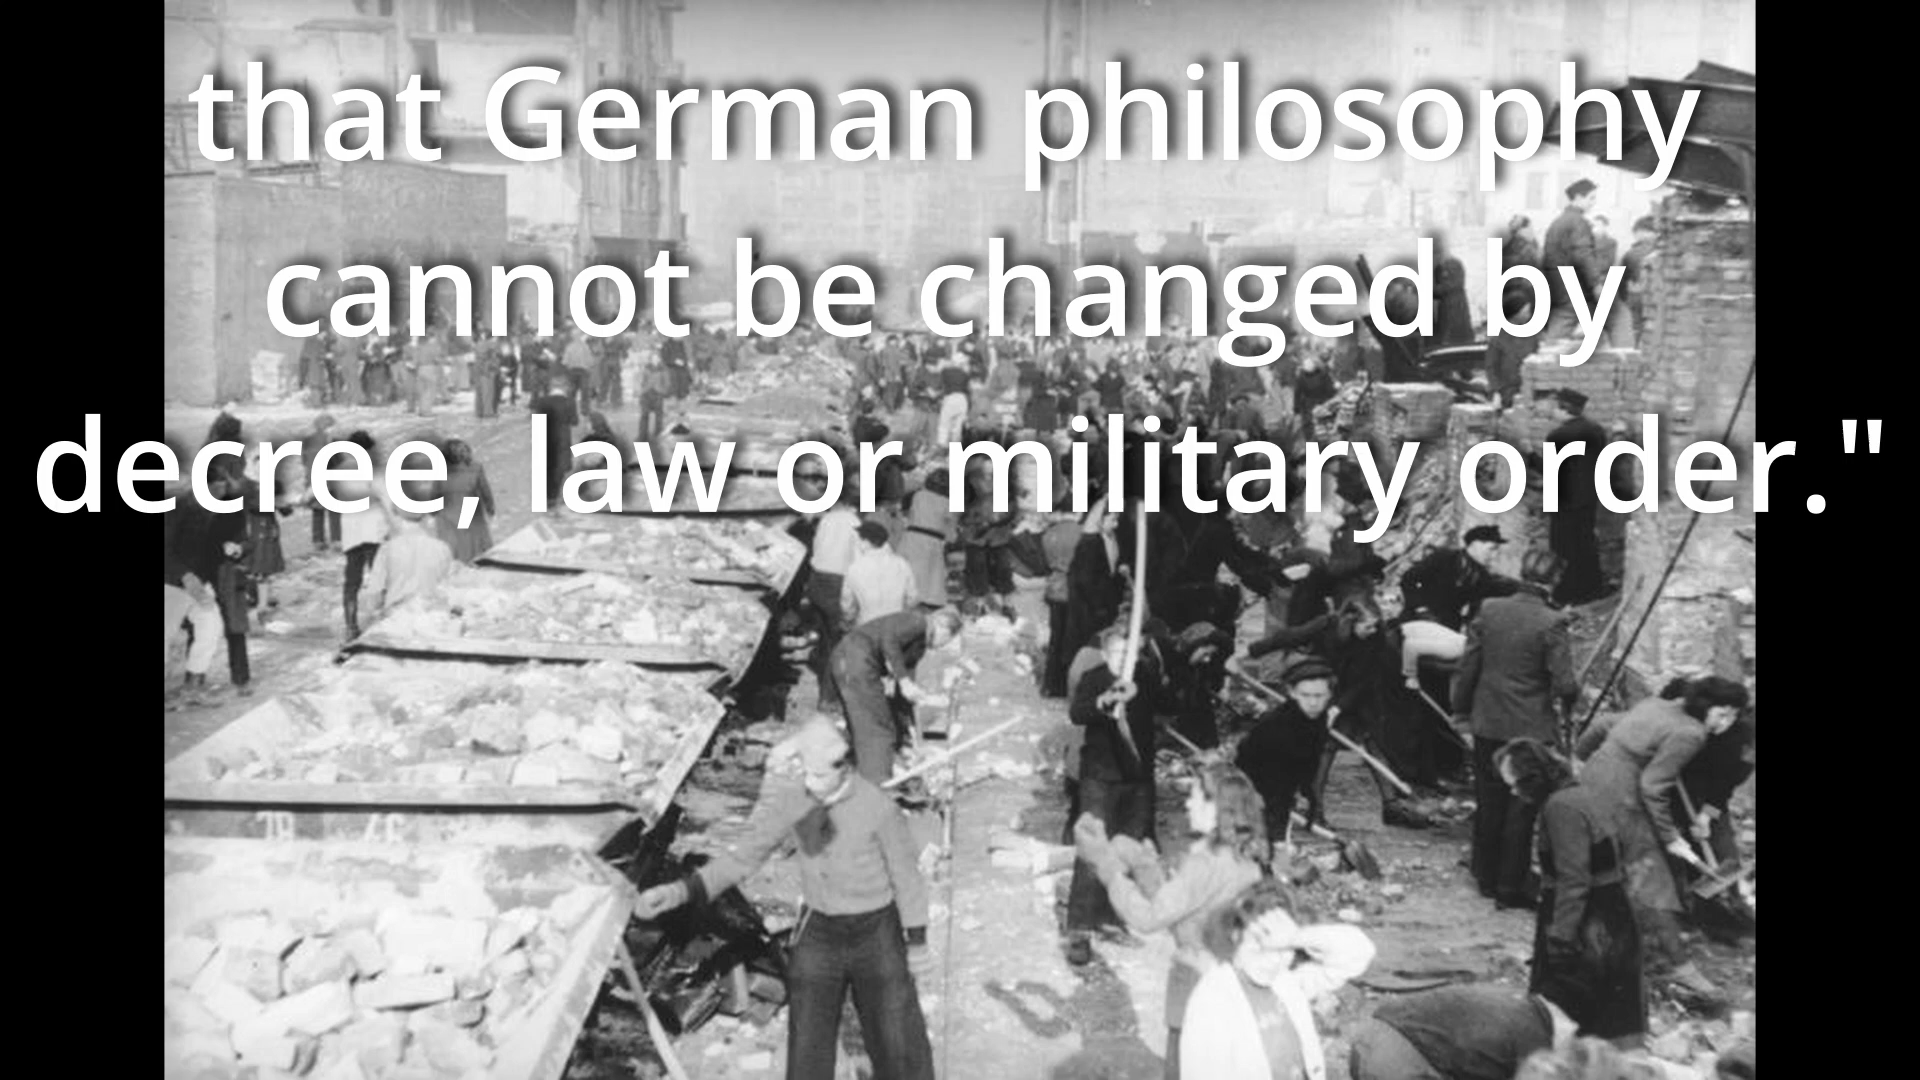 that German philosophy
cannot be changed by
decree, law or military order."